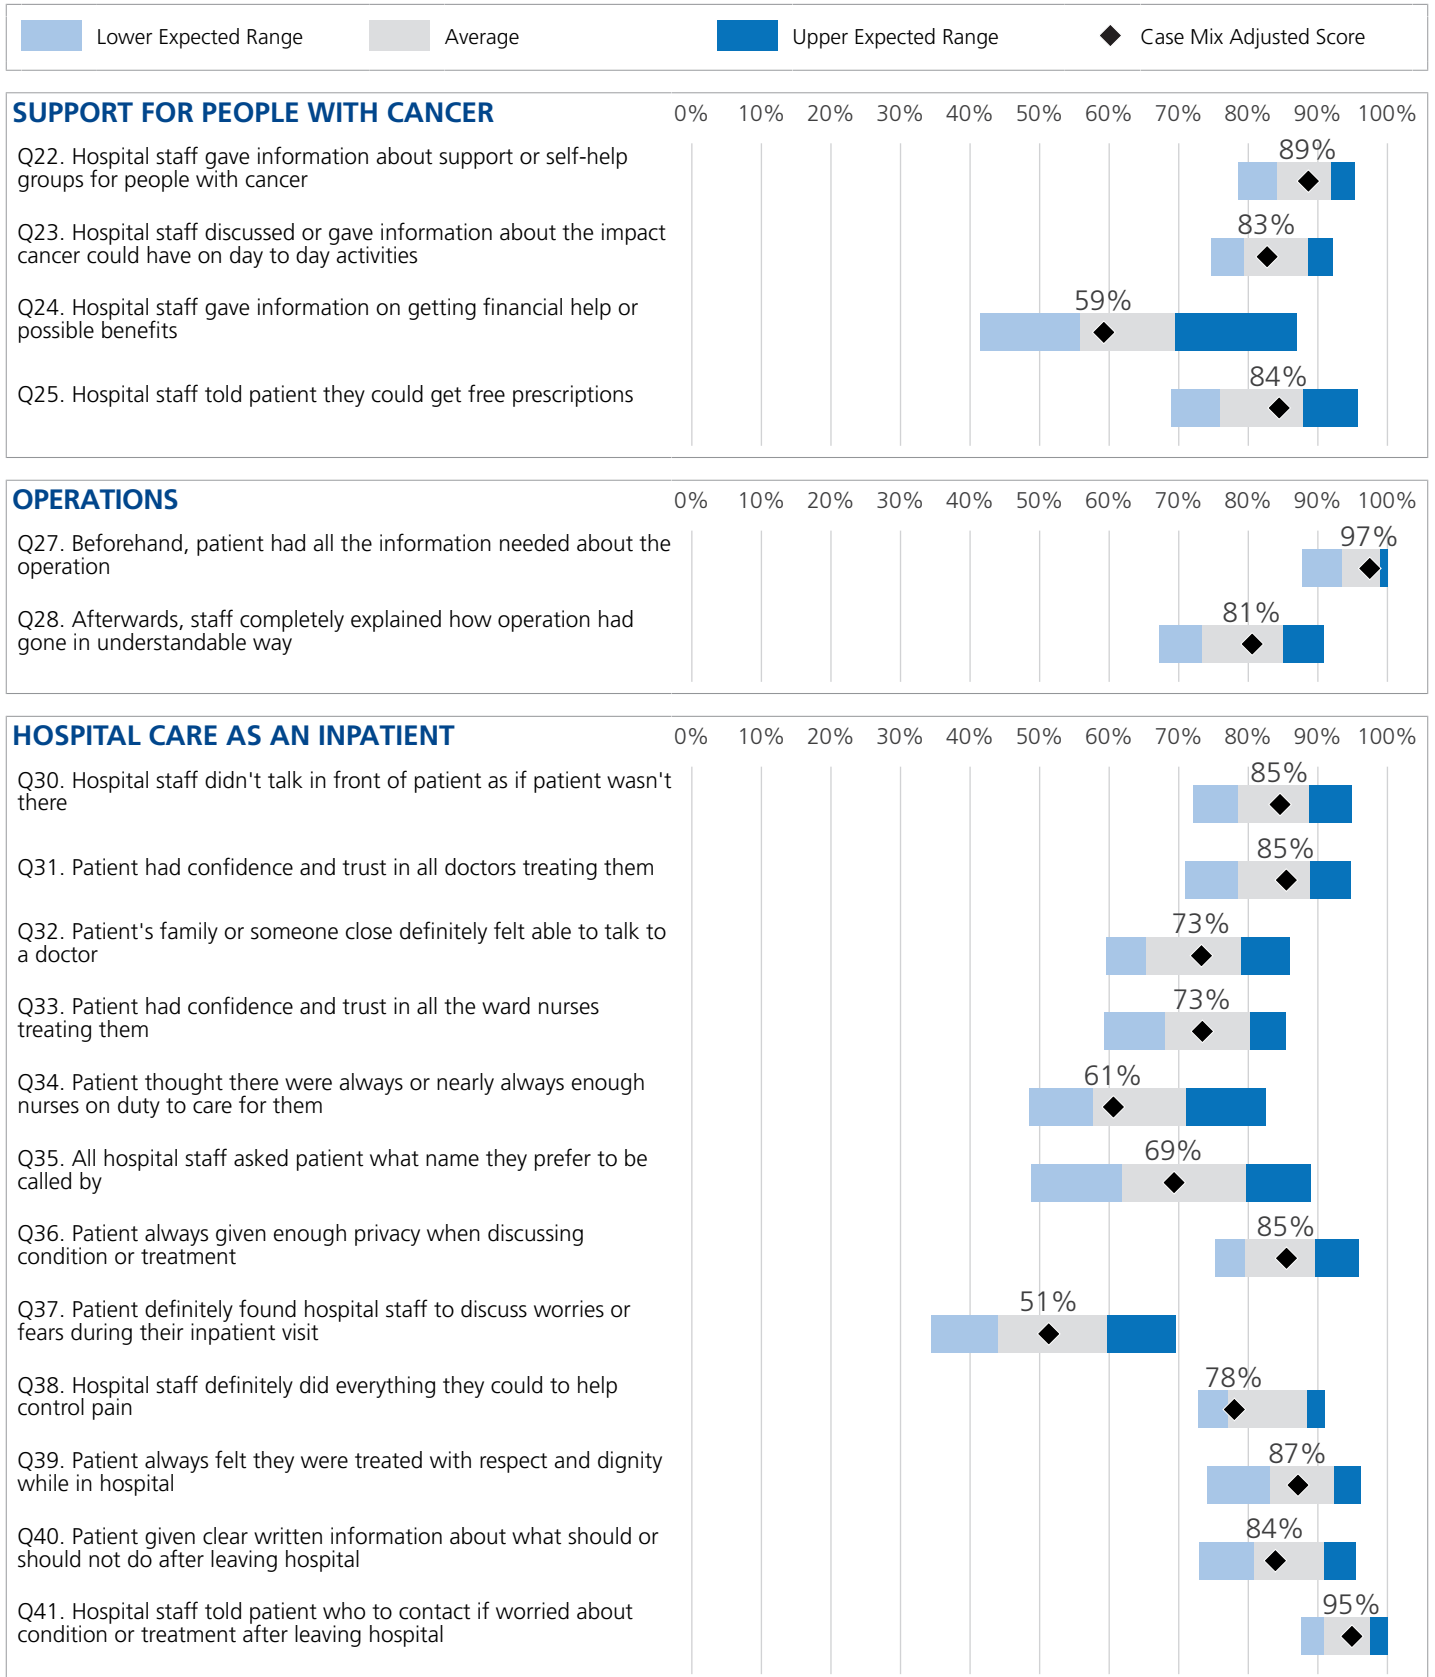 Lower Expected Range Average Upper Expected Range Case Mix Adjusted Score
SUPPORT FOR PEOPLE WITH CANCER 0% 10% 20% 30% 40% 50% 60% 70% 80% 90% 100%
Q22. Hospital staff gave information about support or self-help
groups for people with cancer
89%
Q23. Hospital staff discussed or gave information about the impact
cancer could have on day to day activities
83%
Q24. Hospital staff gave information on getting financial help or
possible benefits
59%
Q25. Hospital staff told patient they could get free prescriptions
84%
OPERATIONS 0% 10% 20% 30% 40% 50% 60% 70% 80% 90% 100%
Q27. Beforehand, patient had all the information needed about the
operation
97%
Q28. Afterwards, staff completely explained how operation had
gone in understandable way
81%
HOSPITAL CARE AS AN INPATIENT 0% 10% 20% 30% 40% 50% 60% 70% 80% 90% 100%
Q30. Hospital staff didn't talk in front of patient as if patient wasn't
there
85%
Q31. Patient had confidence and trust in all doctors treating them
85%
Q32. Patient's family or someone close definitely felt able to talk to
a doctor
73%
Q33. Patient had confidence and trust in all the ward nurses
treating them
73%
Q34. Patient thought there were always or nearly always enough
nurses on duty to care for them
61%
Q35. All hospital staff asked patient what name they prefer to be
called by
69%
Q36. Patient always given enough privacy when discussing
condition or treatment
85%
Q37. Patient definitely found hospital staff to discuss worries or
fears during their inpatient visit
51%
Q38. Hospital staff definitely did everything they could to help
control pain
78%
Q39. Patient always felt they were treated with respect and dignity
while in hospital
87%
Q40. Patient given clear written information about what should or
should not do after leaving hospital
84%
Q41. Hospital staff told patient who to contact if worried about
condition or treatment after leaving hospital
95%